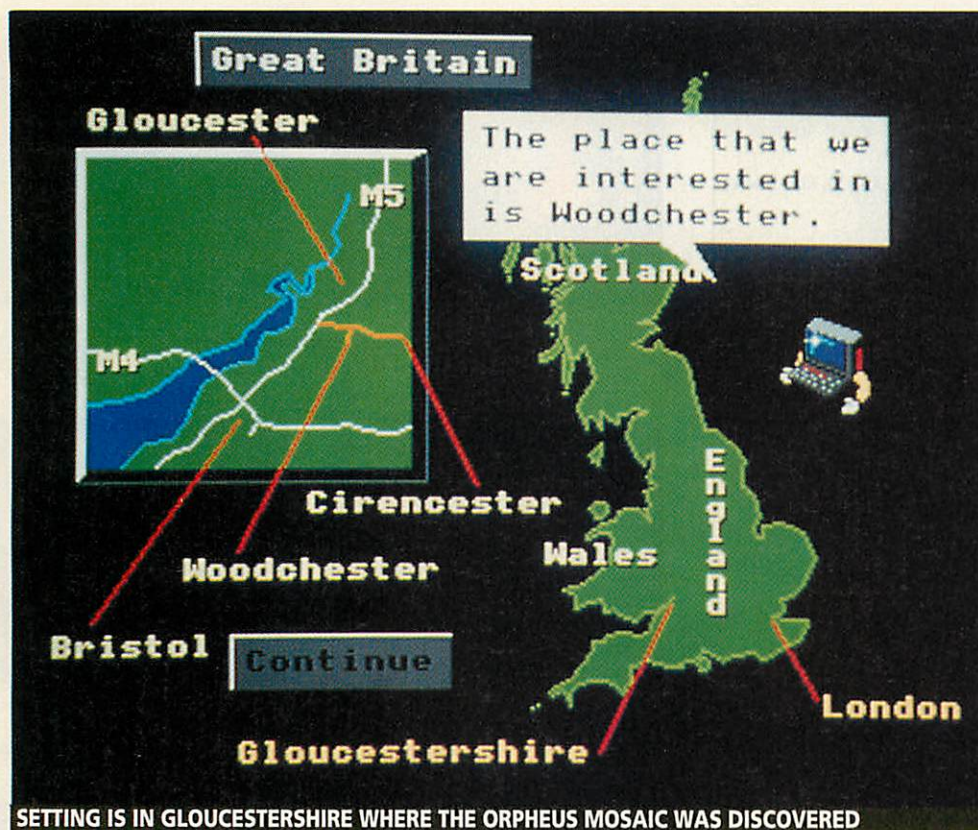 Great Britain
Gloucester
M5
M4
The place that we
are interested in
is Woodchester.
Scotland
England
Wales
Cirencester
Woodchester
Bristol
Continue
London
Gloucestershire
SETTING IS IN GLOUCESTERSHIRE WHERE THE ORPHEUS MOSAIC WAS DISCOVERED